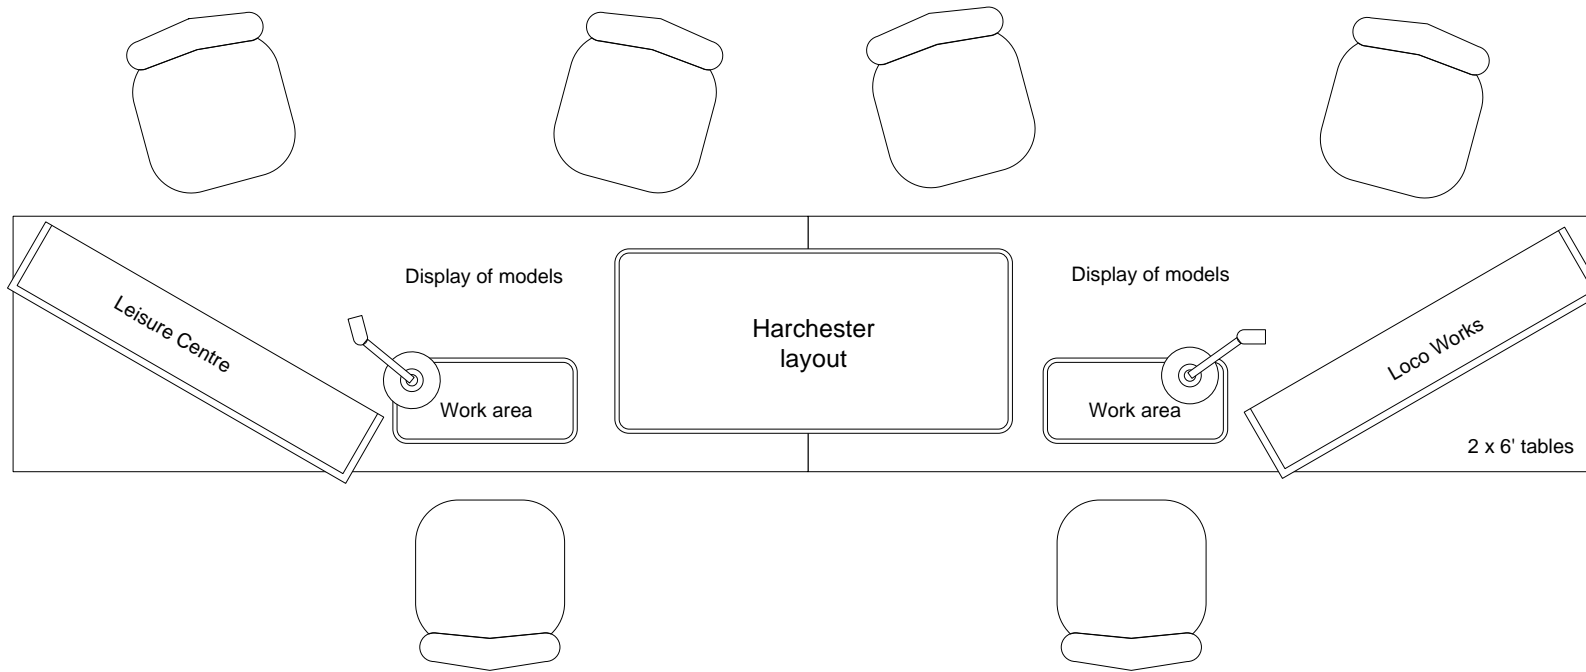 Display of models
Display of models
Leisure Centre
Harchester
layout
Loco Works
Work area
Work area
2 x 6' tables